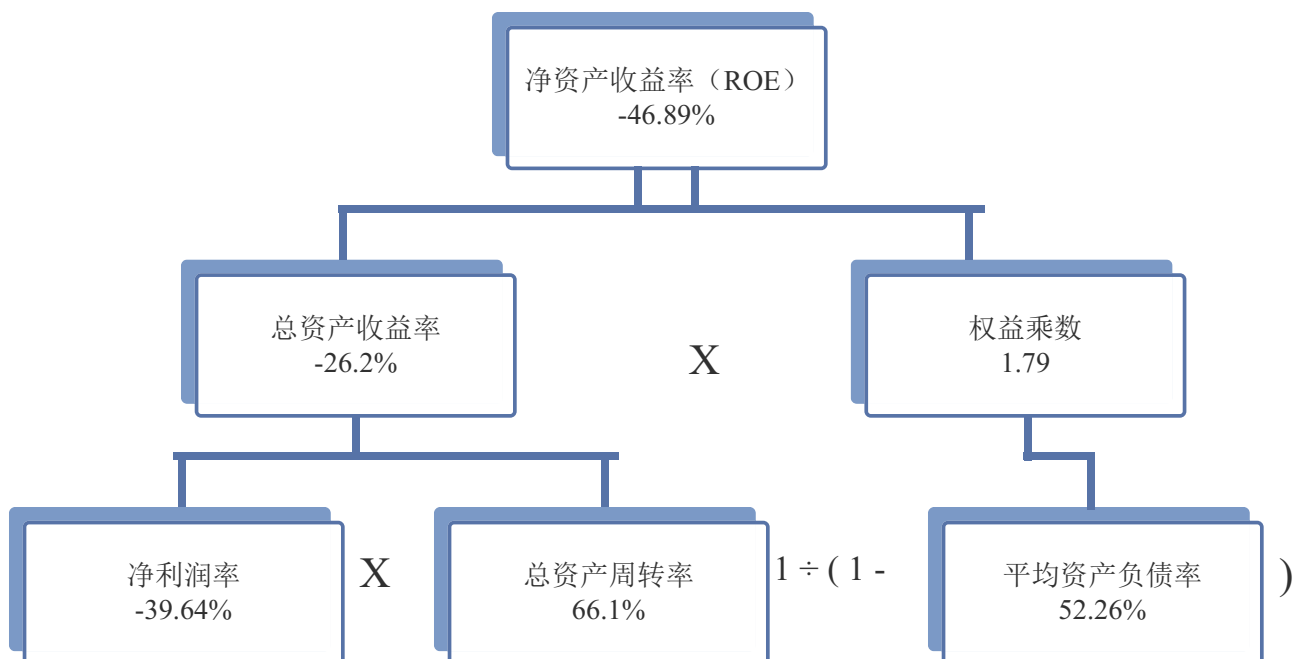 净资产收益率（ROE）
-46.89%
总资产收益率
-26.2%
X
权益乘数
1.79
净利润率
-39.64%
X
总资产周转率
66.1%
1 ÷ ( 1 -
平均资产负债率
52.26%
)